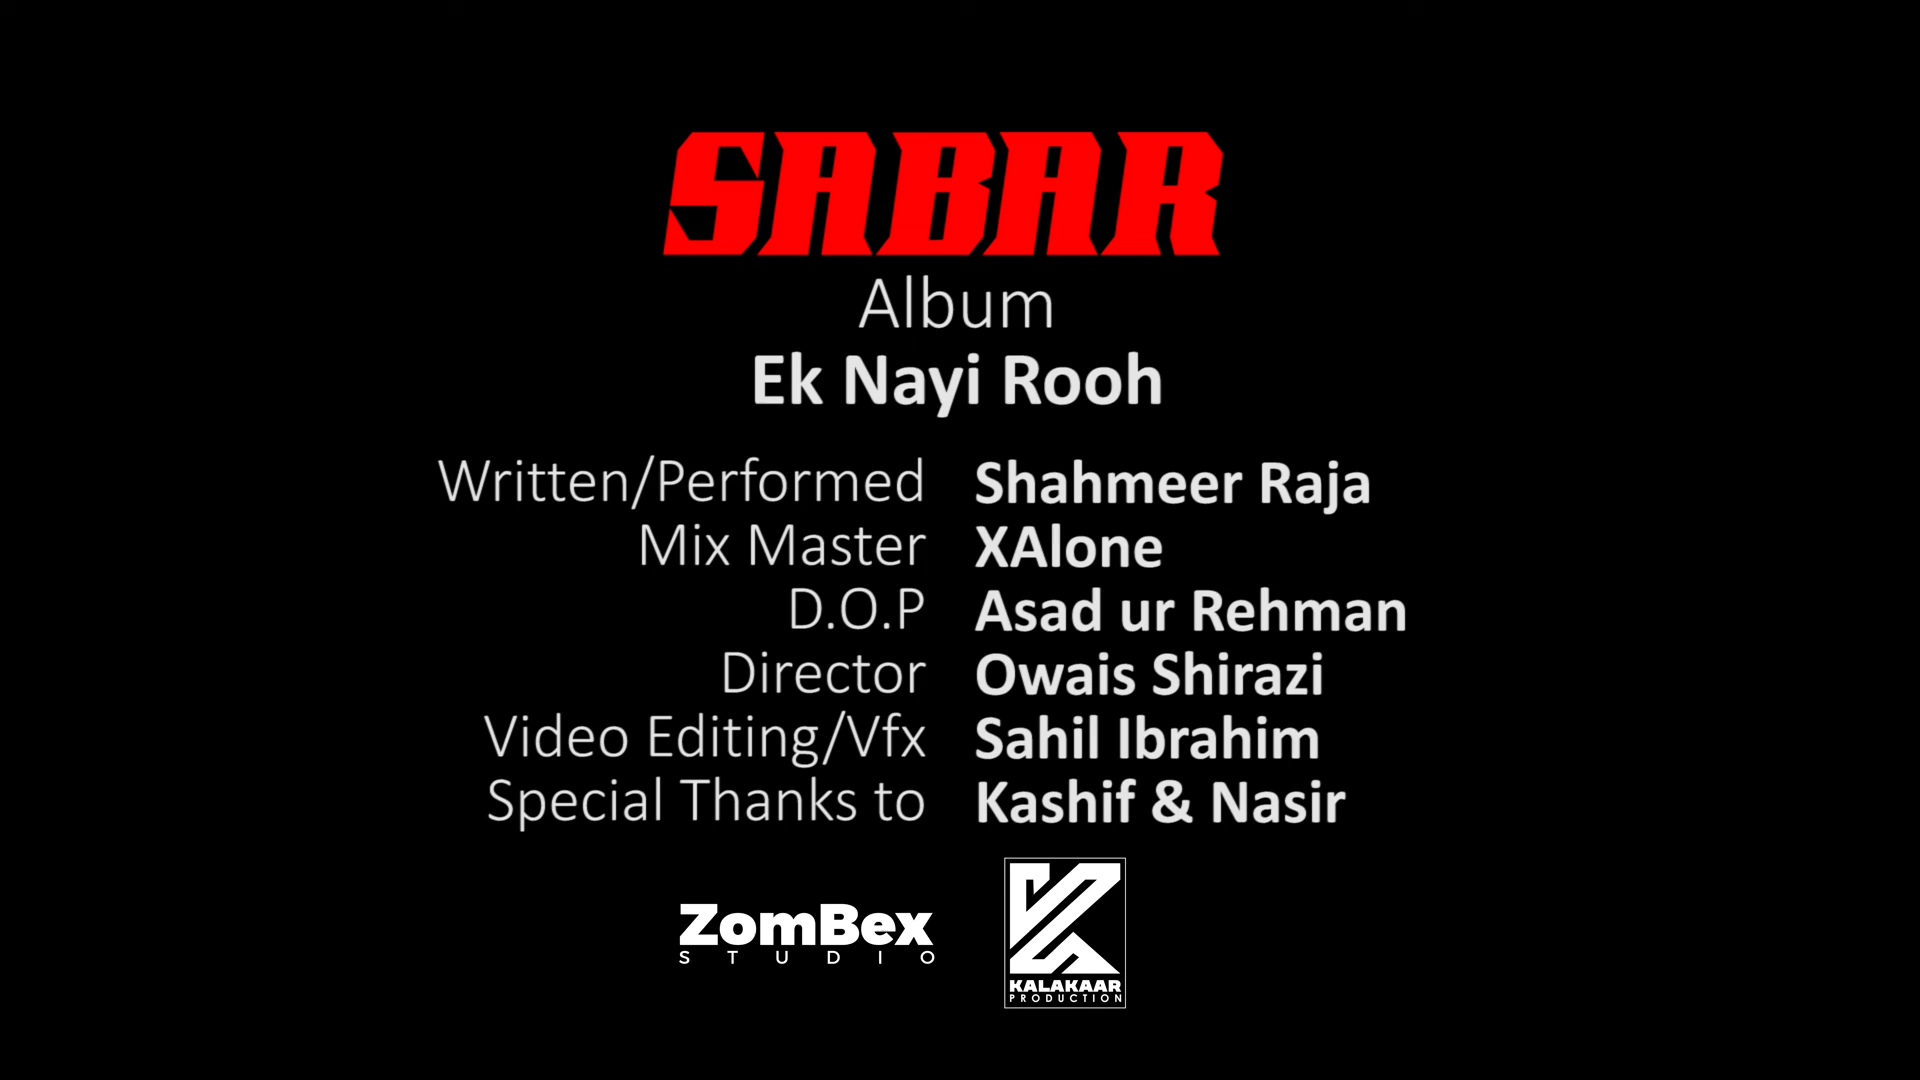 SABAR
Album
Ek Nayi Rooh
Written/Performed Shahmeer Raja
Mix Master XAlone
D.O.P Asad ur Rehman
Director Owais Shirazi
Video Editing/Vfx Sahil Ibrahim
Special Thanks to Kashif & Nasir
ZomBex
STUDIO
KALAKAAR
PRODUCTION